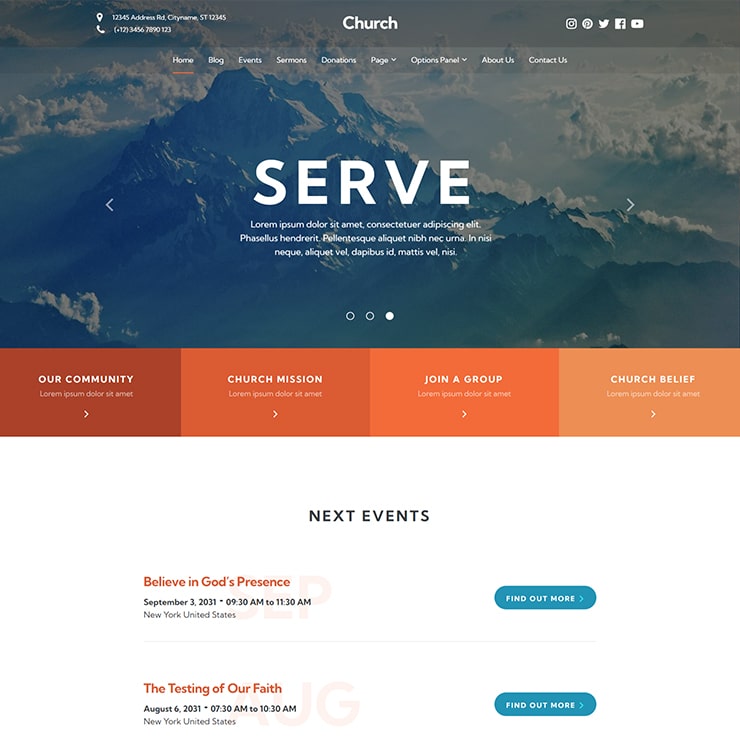 12345 Address Rd, Cityname, ST 12345
(+12) 3456 7890 123
Church
Home Blog Events Sermons Donations Page Options Panel About Us Contact Us
SERVE
Lorem ipsum dolor sit amet, consectetuer adipiscing elit.
Phasellus hendrerit. Pellentesque aliquet nibh nec urna. In nisi
neque, aliquet vel, dapibus id, mattis vel, nisi.
OUR COMMUNITY
Lorem ipsum dolor sit amet
CHURCH MISSION
Lorem ipsum dolor sit amet
JOIN A GROUP
Lorem ipsum dolor sit amet
CHURCH BELIEF
Lorem ipsum dolor sit amet
NEXT EVENTS
SEP
Believe in God's Presence
September 3, 2031 - 09:30 AM to 11:30 AM
New York United States
FIND OUT MORE
AUG
The Testing of Our Faith
August 6, 2031 - 07:30 AM to 10:30 AM
New York United States
FIND OUT MORE